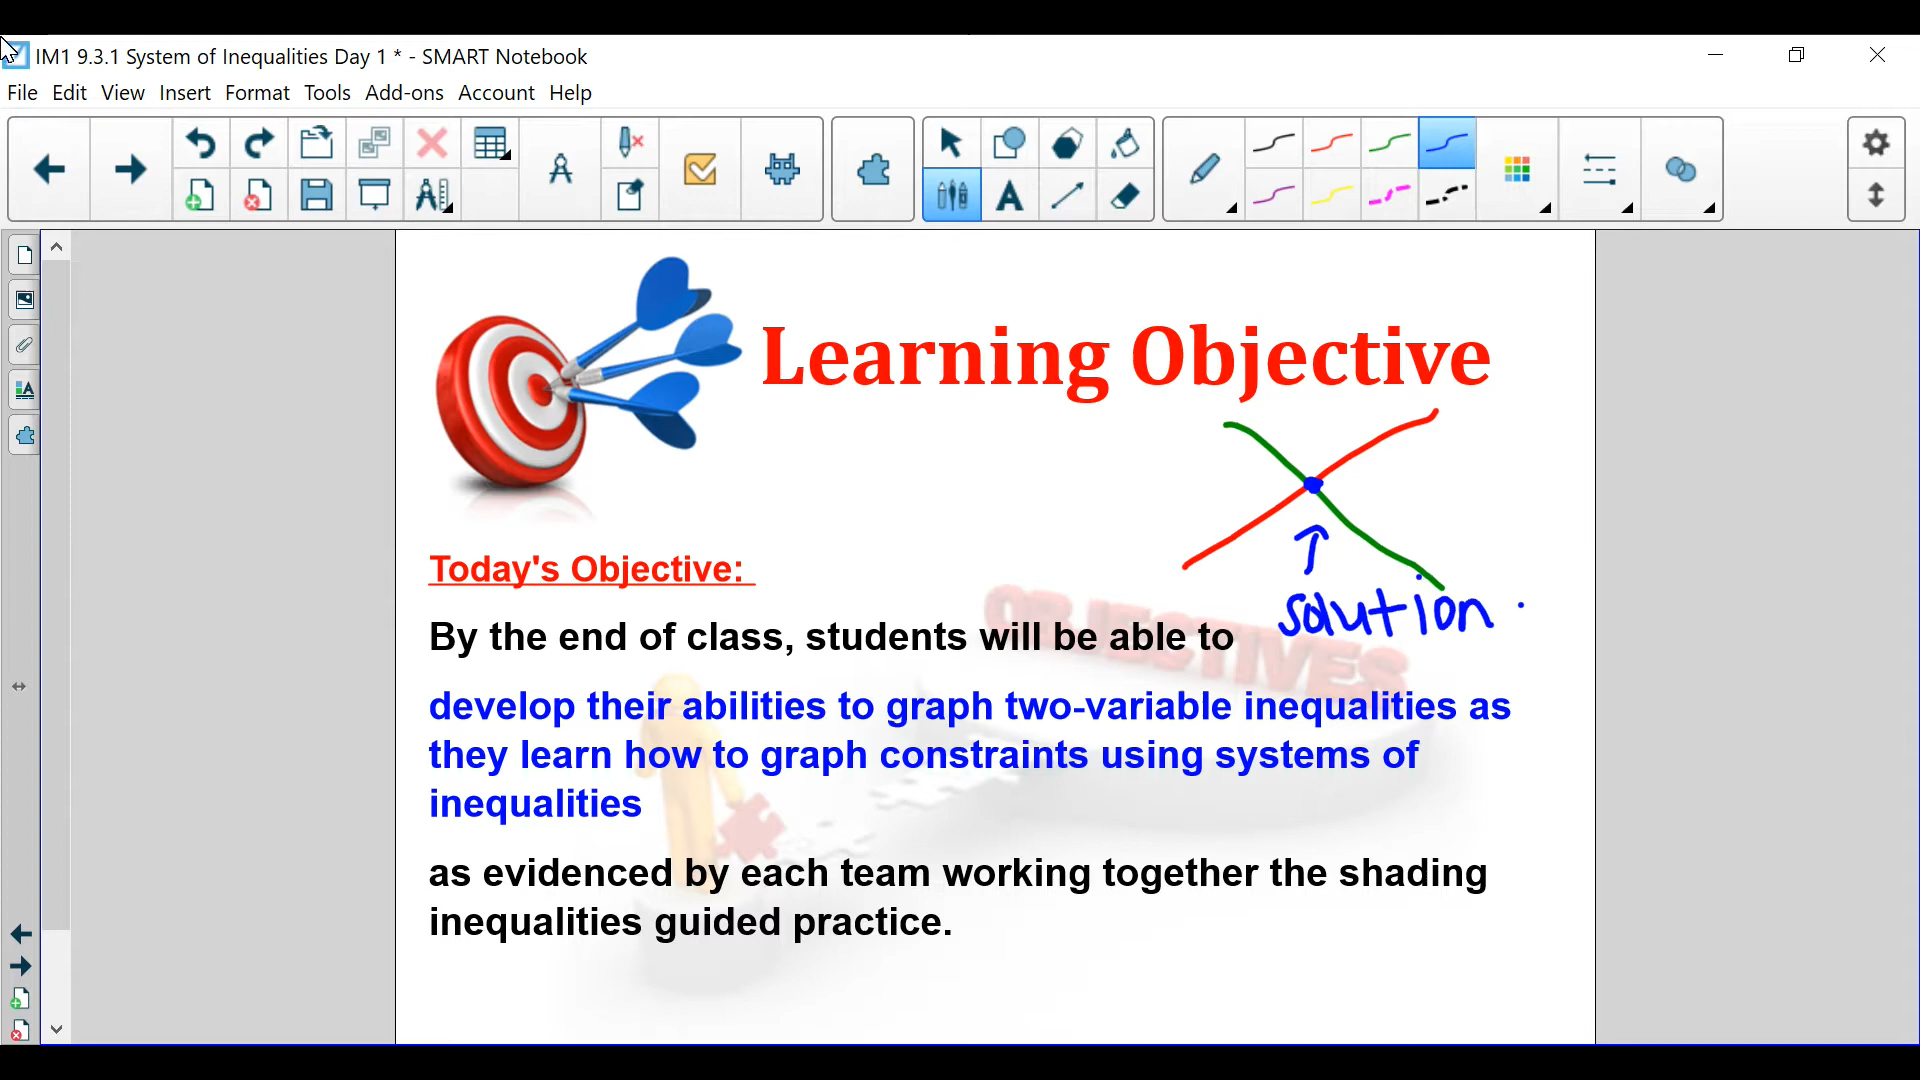 IM1 9.3.1 System of Inequalities Day 1 * - SMART Notebook
File Edit View Insert Format Tools Add-ons Account Help
Learning Objective
solution
Today's Objective:
OBJECTIVES
By the end of class, students will be able to
develop their abilities to graph two-variable inequalities as
they learn how to graph constraints using systems of
inequalities
as evidenced by each team working together the shading
inequalities guided practice.